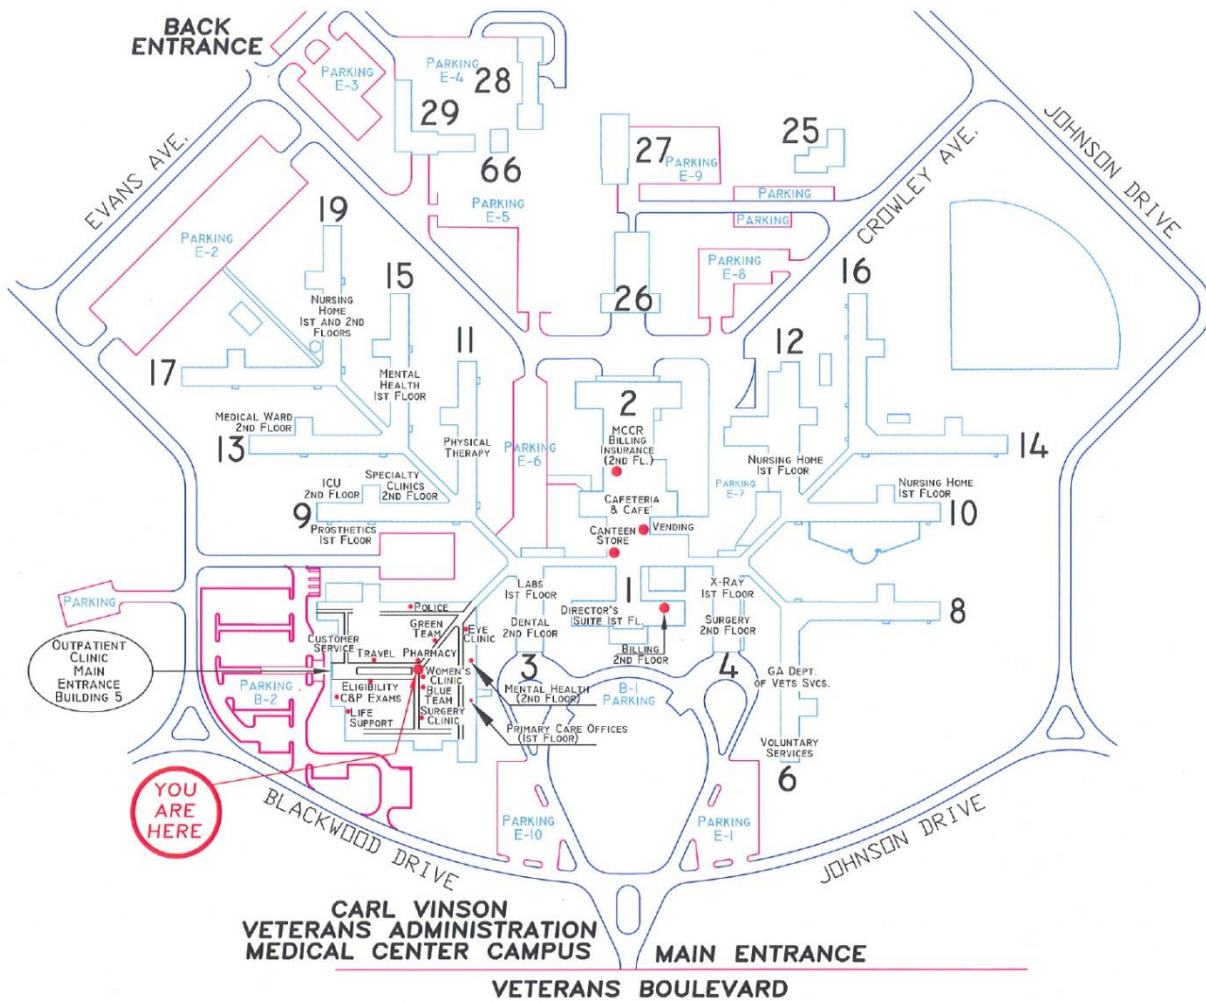 BACK
ENTRANCE
PARKING
E-3
PARKING
E-4
28
29
66
27
PARKING
E-9
25
PARKING
PARKING
EVANS AVE.
CROWLEY AVE.
JOHNSON DRIVE
PARKING
E-2
19
PARKING
E-5
PARKING
E-8
15
26
16
NURSING
HOME
1ST AND 2ND
FLOORS
11
12
17
MENTAL
HEALTH
1ST FLOOR
2
MCCR
BILLING
INSURANCE
(2ND FL.)
MEDICAL WARD
2ND FLOOR
13
PHYSICAL
THERAPY
PARKING
E-6
14
NURSING HOME
1ST FLOOR
ICU
2ND FLOOR
SPECIALTY
CLINICS
2ND FLOOR
PARKING
E-7
NURSING HOME
1ST FLOOR
9
10
CAFETERIA
& CAFE'
PROSTHETICS
1ST FLOOR
CANTEEN
STORE
VENDING
PARKING
LABS
1ST FLOOR
1
X-RAY
1ST FLOOR
8
POLICE
GREEN
TEAM
EYE
CLINIC
DENTAL
2ND FLOOR
DIRECTOR'S
SUITE 1ST FL.
SURGERY
2ND FLOOR
OUTPATIENT
CLINIC
MAIN
ENTRANCE
BUILDING 5
CUSTOMER
SERVICE
TRAVEL
PHARMACY
3
BILLING
2ND FLOOR
4
WOMEN'S
CLINIC
GA DEPT.
OF VETS SVCS.
PARKING
B-2
ELIGIBILITY
C&P EXAMS
BLUE
TEAM
MENTAL HEALTH
(2ND FLOOR)
B-1
PARKING
LIFE
SUPPORT
SURGERY
CLINIC
PRIMARY CARE OFFICES
(1ST FLOOR)
VOLUNTARY
SERVICES
6
YOU
ARE
HERE
BLACKWOOD DRIVE
PARKING
E-10
PARKING
E-1
JOHNSON DRIVE
CARL VINSON
VETERANS ADMINISTRATION
MEDICAL CENTER CAMPUS
MAIN ENTRANCE
VETERANS BOULEVARD